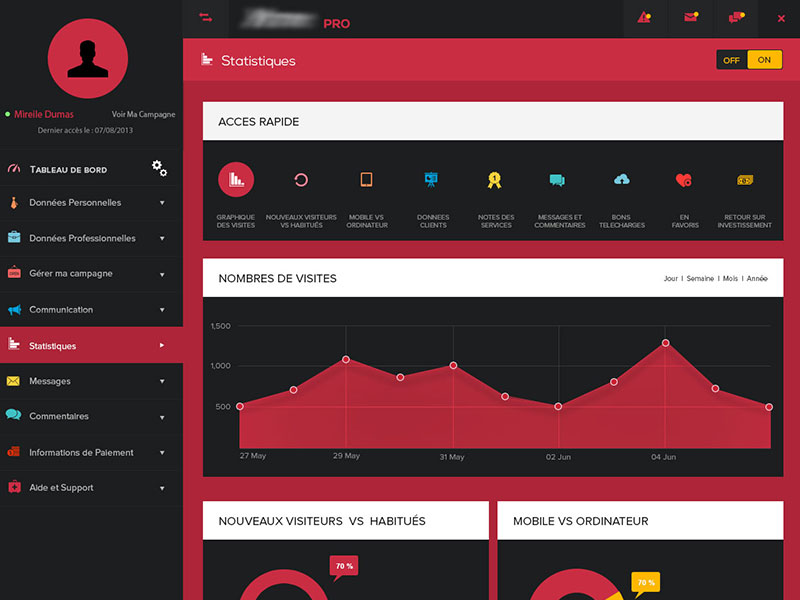 PRO
Mireile Dumas
Voir Ma Campagne
Dernier accès le : 07/08/2013
TABLEAU DE BORD
Données Personnelles
Données Professionnelles
Gérer ma campagne
Communication
Statistiques
Messages
Commentaires
Informations de Paiement
Aide et Support
Statistiques
OFF ON
ACCES RAPIDE
GRAPHIQUE
DES VISITES
NOUVEAUX VISITEURS
VS HABITUÉS
MOBILE VS
ORDINATEUR
DONNEES
CLIENTS
1
NOTES DES
SERVICES
MESSAGES ET
COMMENTAIRES
BONS
TELECHARGES
EN
FAVORIS
RETOUR SUR
INVESTISSEMENT
NOMBRES DE VISITES
Jour I Semaine I Mois I Année
1,500
1,000
500
27 May 29 May 31 May 02 Jun 04 Jun
NOUVEAUX VISITEURS VS HABITUÉS
70 %
MOBILE VS ORDINATEUR
70 %